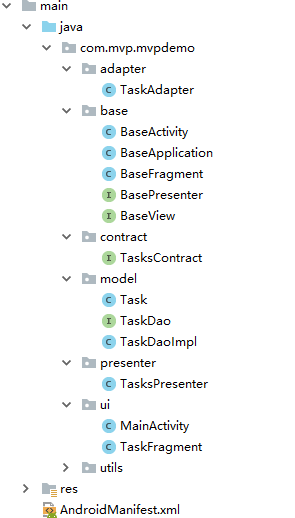 main
java
com.mvp.mvpdemo
adapter
C TaskAdapter
base
C BaseActivity
C BaseApplication
C BaseFragment
I BasePresenter
I BaseView
contract
I TasksContract
model
C Task
I TaskDao
C TaskDaoImpl
presenter
C TasksPresenter
ui
C MainActivity
C TaskFragment
utils
res
AndroidManifest.xml